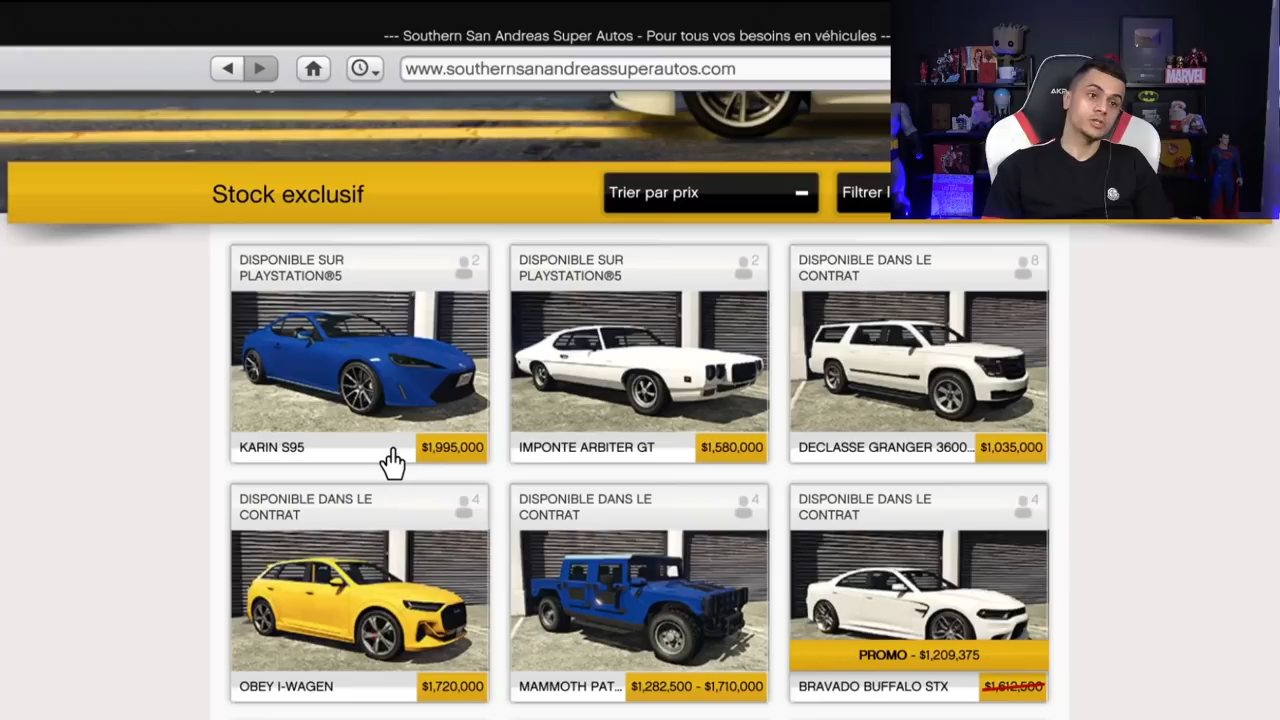 --- Southern San Andreas Super Autos - Pour tous vos besoins en véhicules --
www.southernsanandreassuperautos.com
Stock exclusif
Trier par prix
Filtrer
AKR
MARVEL
DISPONIBLE SUR
PLAYSTATION®5
2
KARIN S95
$1,995,000
DISPONIBLE SUR
PLAYSTATION®5
2
IMPONTE ARBITER GT
$1,580,000
DISPONIBLE DANS LE
CONTRAT
8
DECLASSE GRANGER 3600...
$1,035,000
DISPONIBLE DANS LE
CONTRAT
4
OBEY I-WAGEN
$1,720,000
DISPONIBLE DANS LE
CONTRAT
4
MAMMOTH PAT...
$1,282,500 - $1,710,000
DISPONIBLE DANS LE
CONTRAT
4
PROMO - $1,209,375
BRAVADO BUFFALO STX
$1,612,500